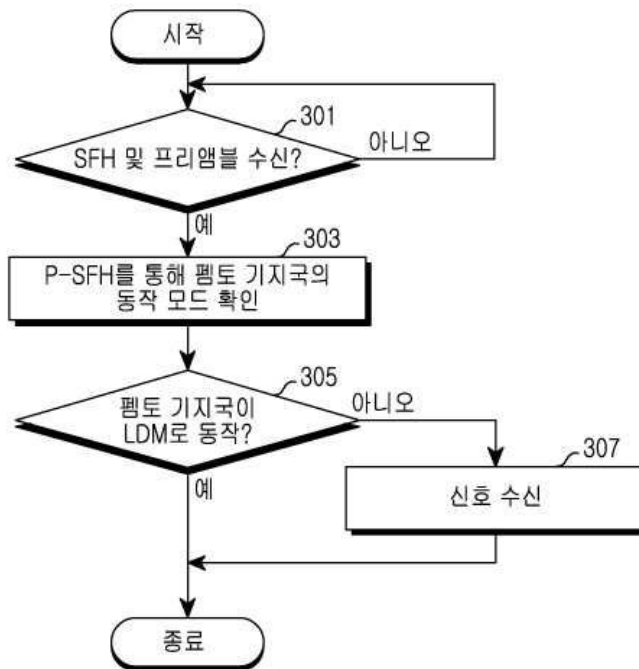 시작
301
SFH 및 프리앰블 수신?
아니오
예
303
P-SFH를 통해 펨토 기지국의
동작 모드 확인
305
펨토 기지국이
LDM로 동작?
아니오
예
307
신호 수신
종료